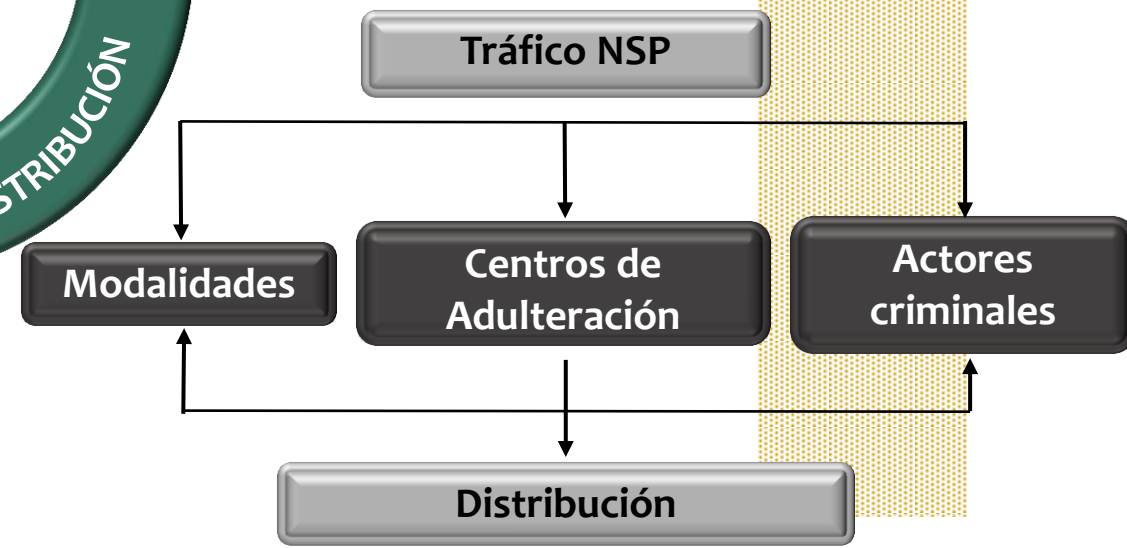 STRIBUCIÓN
Tráfico NSP
Modalidades
Centros de
Adulteración
Actores
criminales
Distribución